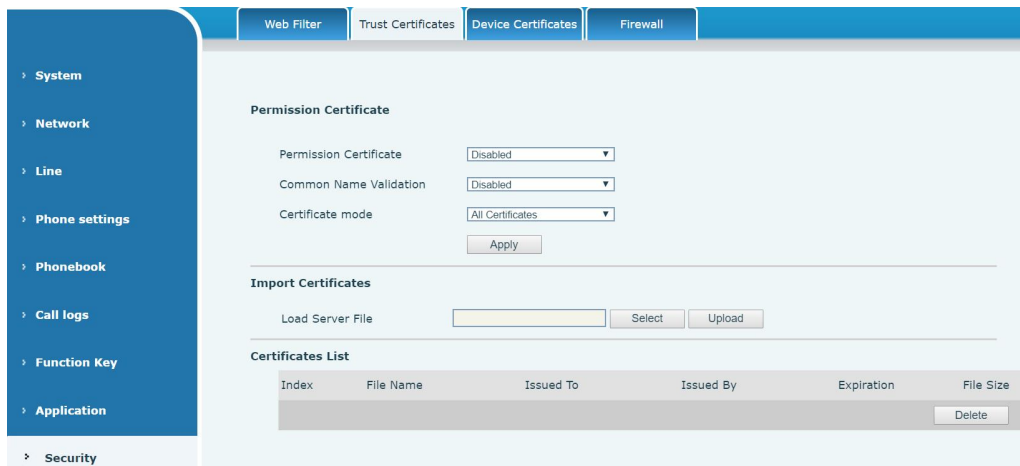 Web Filter Trust Certificates Device Certificates Firewall
› System
› Network
› Line
› Phone settings
› Phonebook
› Call logs
› Function Key
› Application
› Security
Permission Certificate
Permission Certificate Disabled
Common Name Validation Disabled
Certificate mode All Certificates
Apply
Import Certificates
Load Server File Select Upload
Certificates List
Index File Name Issued To Issued By Expiration File Size
Delete